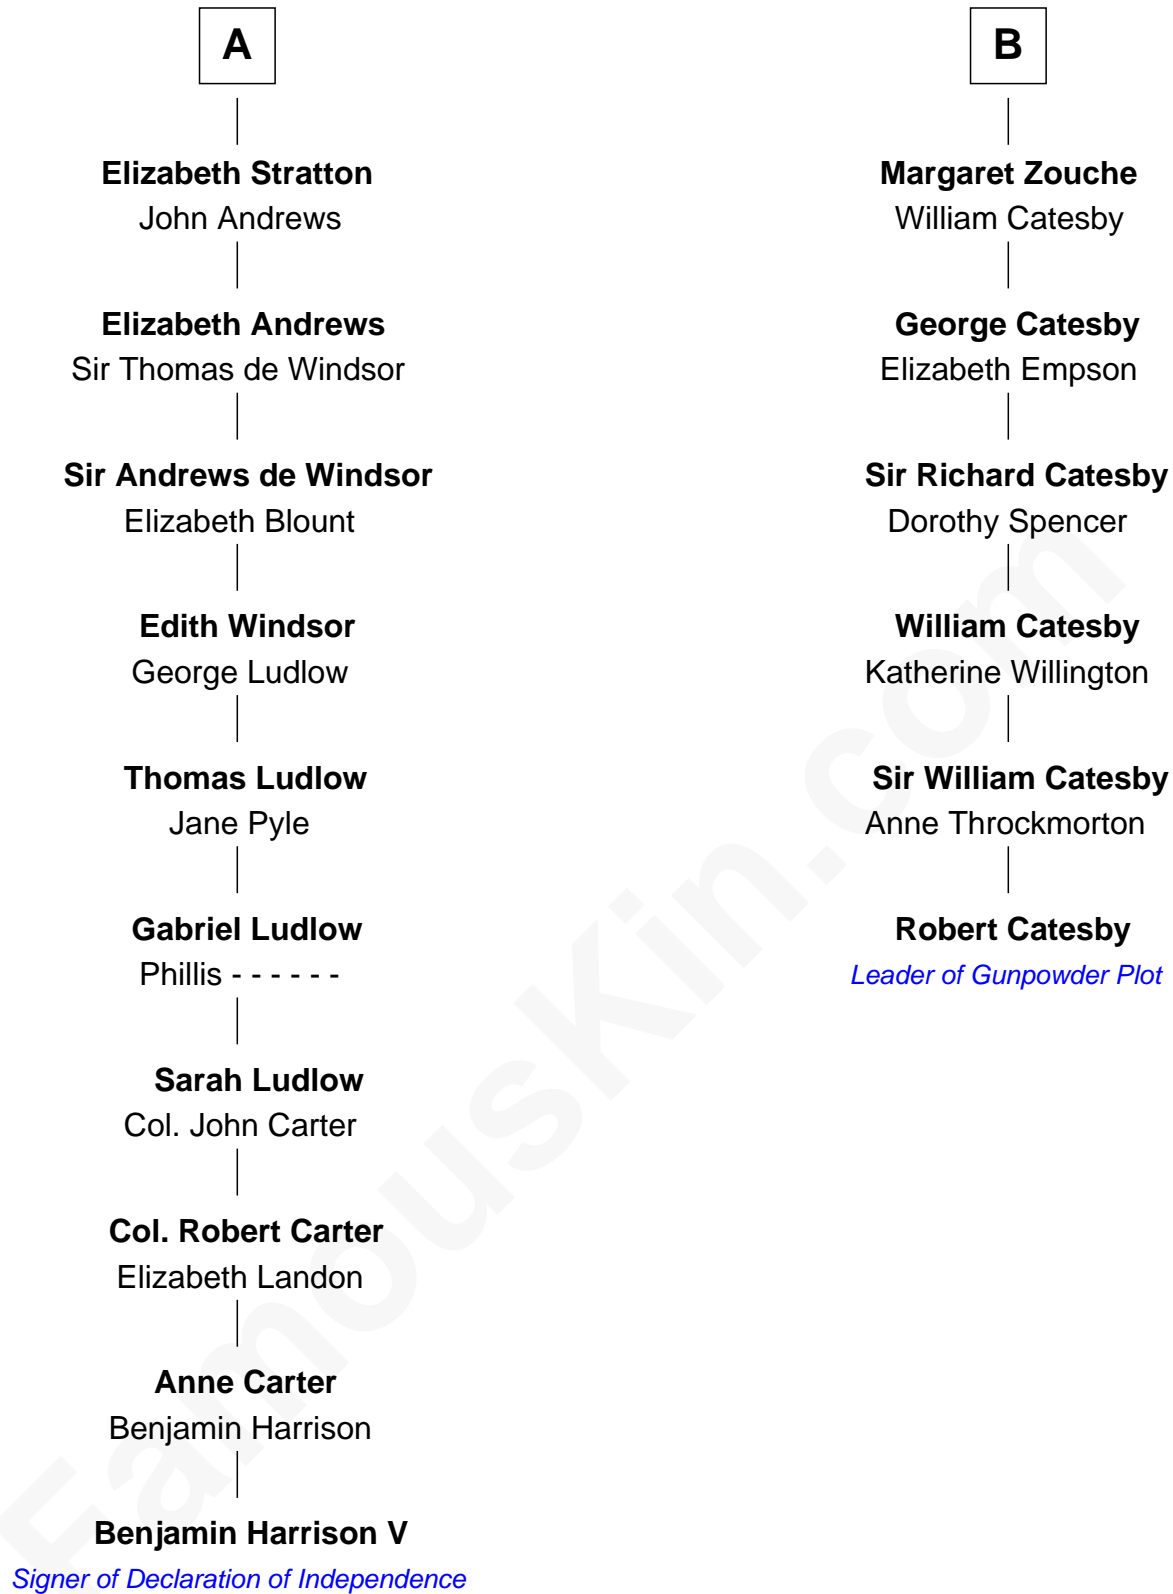 A
Elizabeth Stratton
John Andrews
Elizabeth Andrews
Sir Thomas de Windsor
Sir Andrews de Windsor
Elizabeth Blount
Edith Windsor
George Ludlow
Thomas Ludlow
Jane Pyle
Gabriel Ludlow
Phillis - - - - - -
Sarah Ludlow
Col. John Carter
Col. Robert Carter
Elizabeth Landon
Anne Carter
Benjamin Harrison
Benjamin Harrison V
Signer of Declaration of Independence
B
Margaret Zouche
William Catesby
George Catesby
Elizabeth Empson
Sir Richard Catesby
Dorothy Spencer
William Catesby
Katherine Willington
Sir William Catesby
Anne Throckmorton
Robert Catesby
Leader of Gunpowder Plot
FamousKin.com